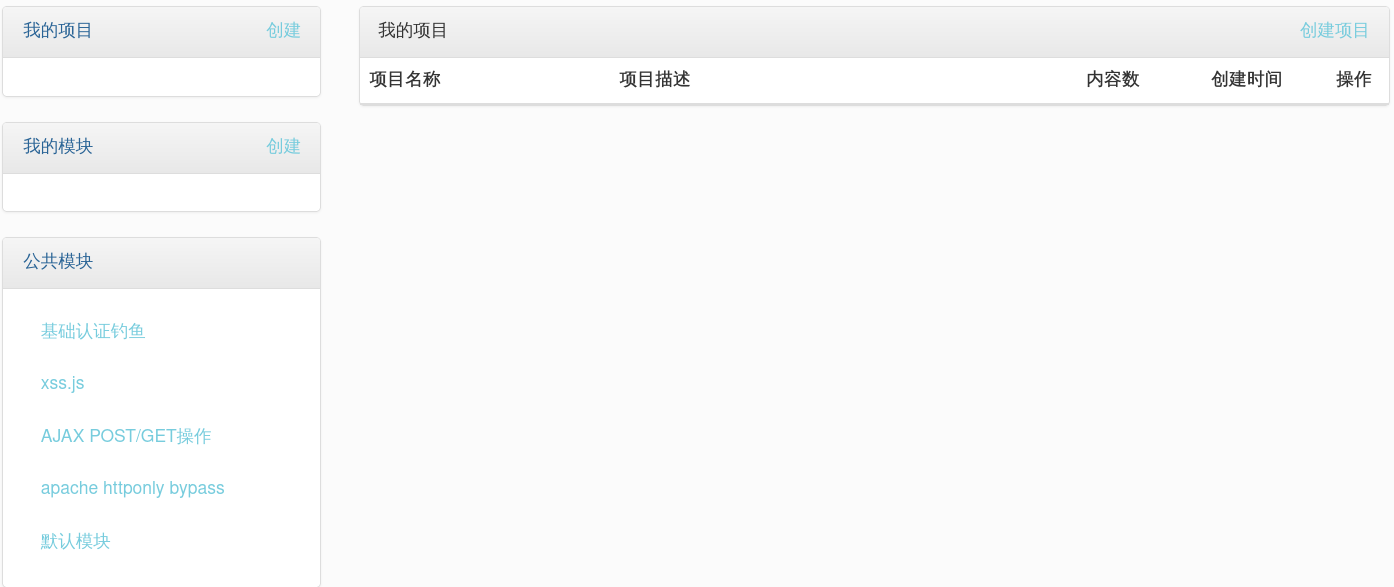 我的项目 创建
我的模块 创建
公共模块
基础认证钓鱼
xss.js
AJAX POST/GET操作
apache httponly bypass
默认模块
我的项目 创建项目
项目名称 项目描述 内容数 创建时间 操作